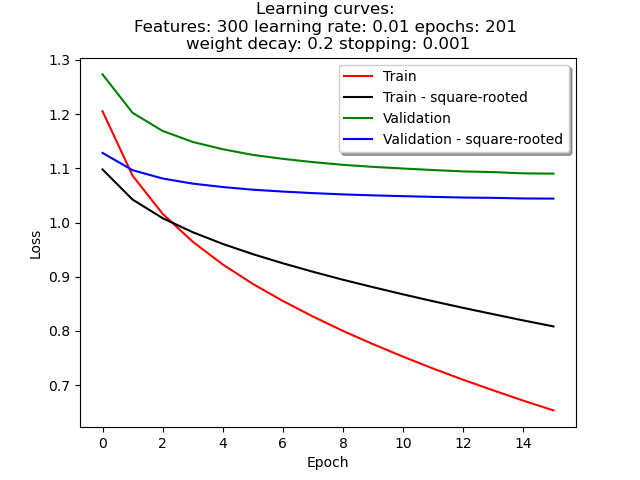 Learning curves:
Features: 300 learning rate: 0.01 epochs: 201
weight decay: 0.2 stopping: 0.001
1.3
1.2
1.1
1.0
0.9
0.8
0.7
Loss
Train
Train - square-rooted
Validation
Validation - square-rooted
0 2 4 6 8 10 12 14
Epoch